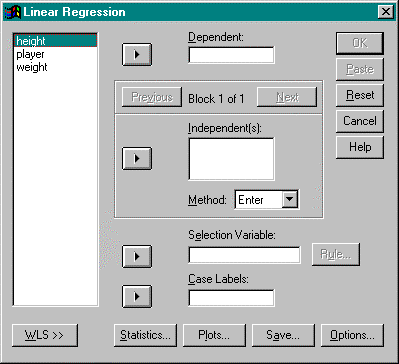 Linear Regression
height
player
weight
Dependent:
OK
Paste
Reset
Cancel
Help
Previous
Block 1 of 1
Next
Independent(s):
Method:
Enter
Selection Variable:
Rule...
Case Labels:
WLS >>
Statistics...
Plots...
Save...
Options...